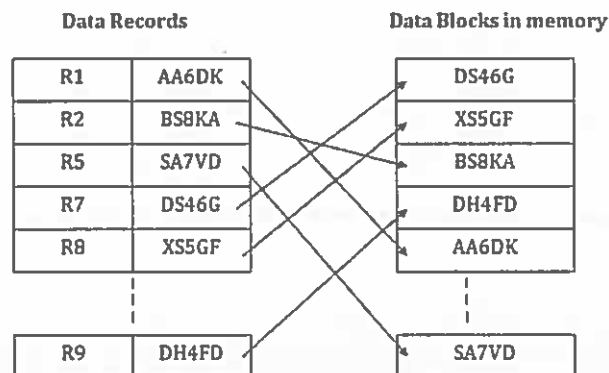 Data Records Data Blocks in memory
R1 AA6DK DS46G
R2 BS8KA XS5GF
R5 SA7VD BS8KA
R7 DS46G DH4FD
R8 XS5GF AA6DK
R9 DH4FD SA7VD